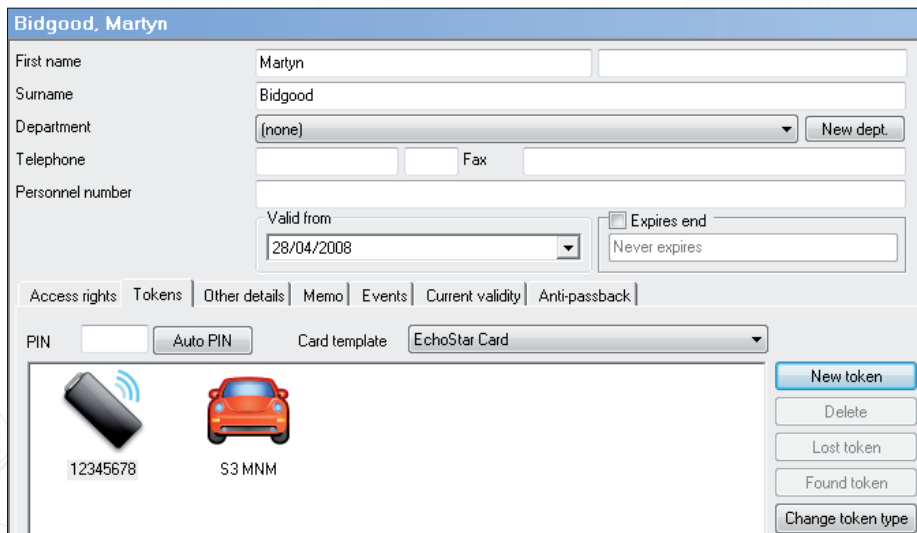 Bidgood, Martyn
First name Martyn
Surname Bidgood
Department (none) New dept.
Telephone Fax
Personnel number
Valid from Expires end
28/04/2008 Never expires
Access rights Tokens Other details Memo Events Current validity Anti-passback
PIN Auto PIN Card template EchoStar Card
New token
Delete
Lost token
12345678 S3 MNM
Found token
Change token type